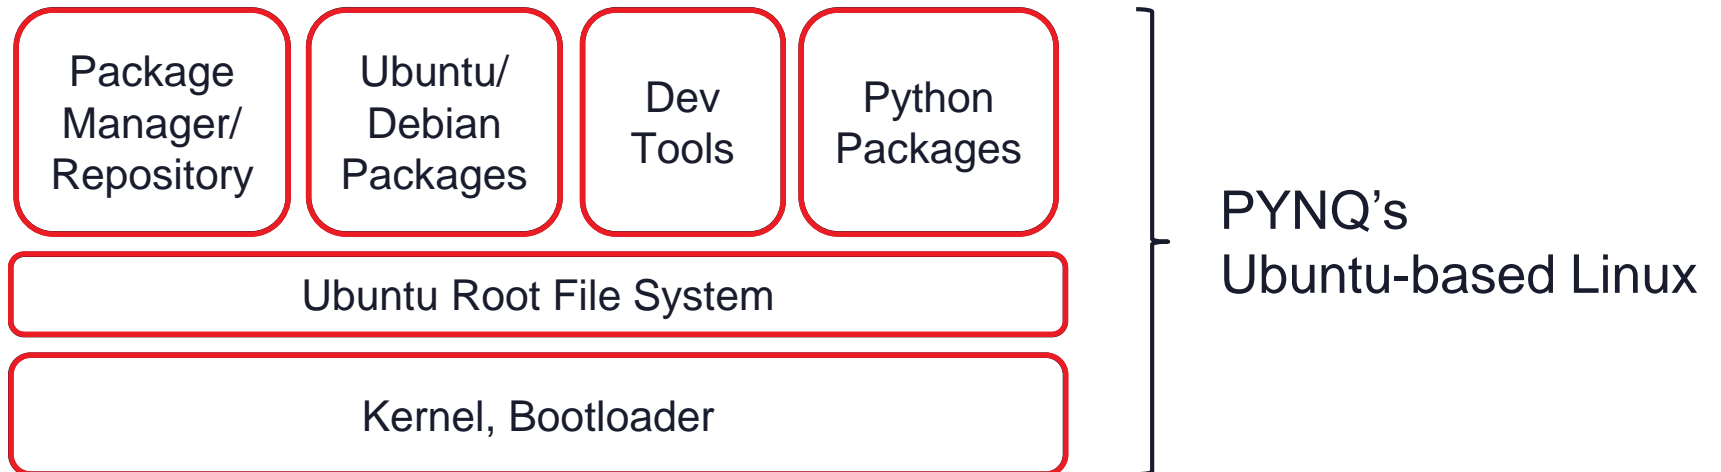 Package
Manager/
Repository
Ubuntu/
Debian
Packages
Dev
Tools
Python
Packages
Ubuntu Root File System
Kernel, Bootloader
PYNQ’s
Ubuntu-based Linux